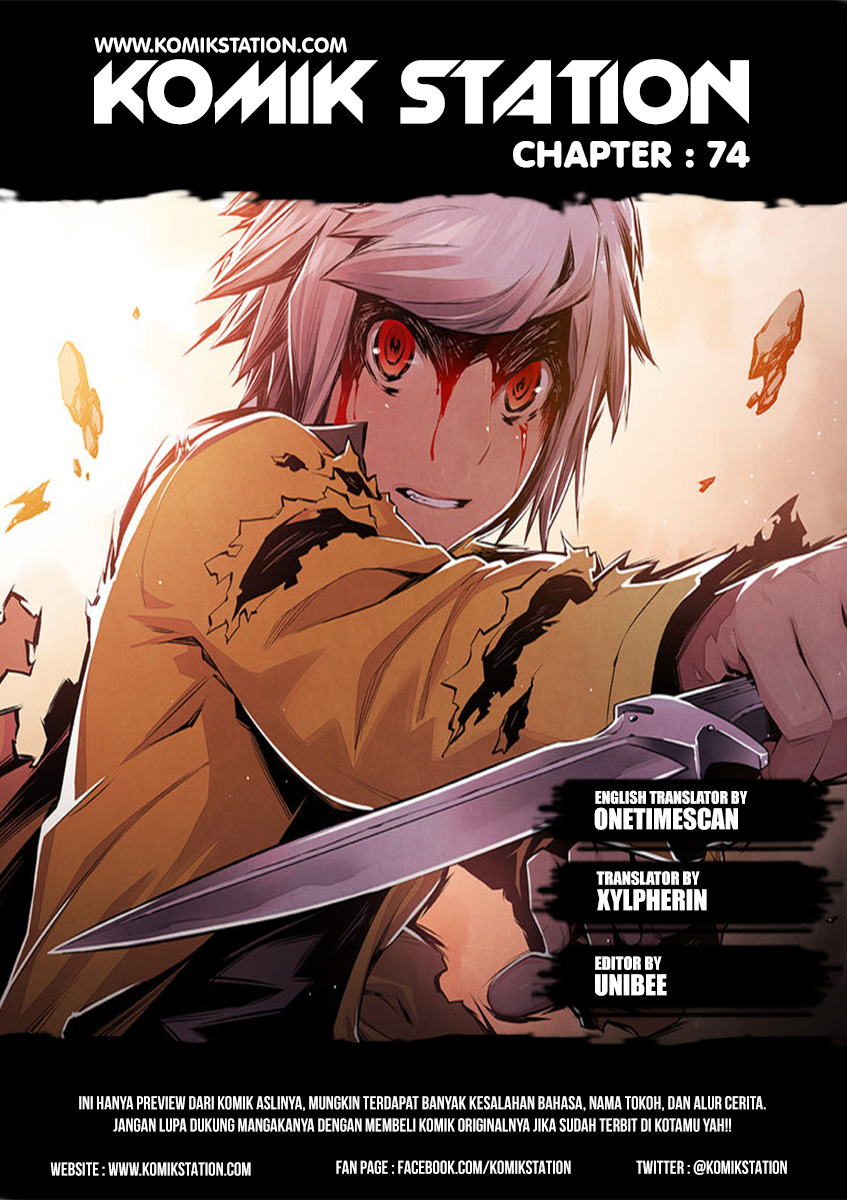 WWW.KOMIKSTATION.COM
KOMIK STATION
CHAPTER : 74
ENGLISH TRANSLATOR BY
ONETIMESCAN
TRANSLATOR BY
XYLPHERIN
EDITOR BY
UNIBEE
INI HANYA PREVIEW DARI KOMIK ASLINYA, MUNGKIN TERDAPAT BANYAK KESALAHAN BAHASA, NAMA TOKOH, DAN ALUR CERITA.
JANGAN LUPA DUKUNG MANGAKANYA DENGAN MEMBELI KOMIK ORIGINALNYA JIKA SUDAH TERBIT DI KOTAMU YAH!!
WEBSITE : WWW.KOMIKSTATION.COM FAN PAGE : FACEBOOK.COM/KOMIKSTATION TWITTER : @KOMIKSTATION